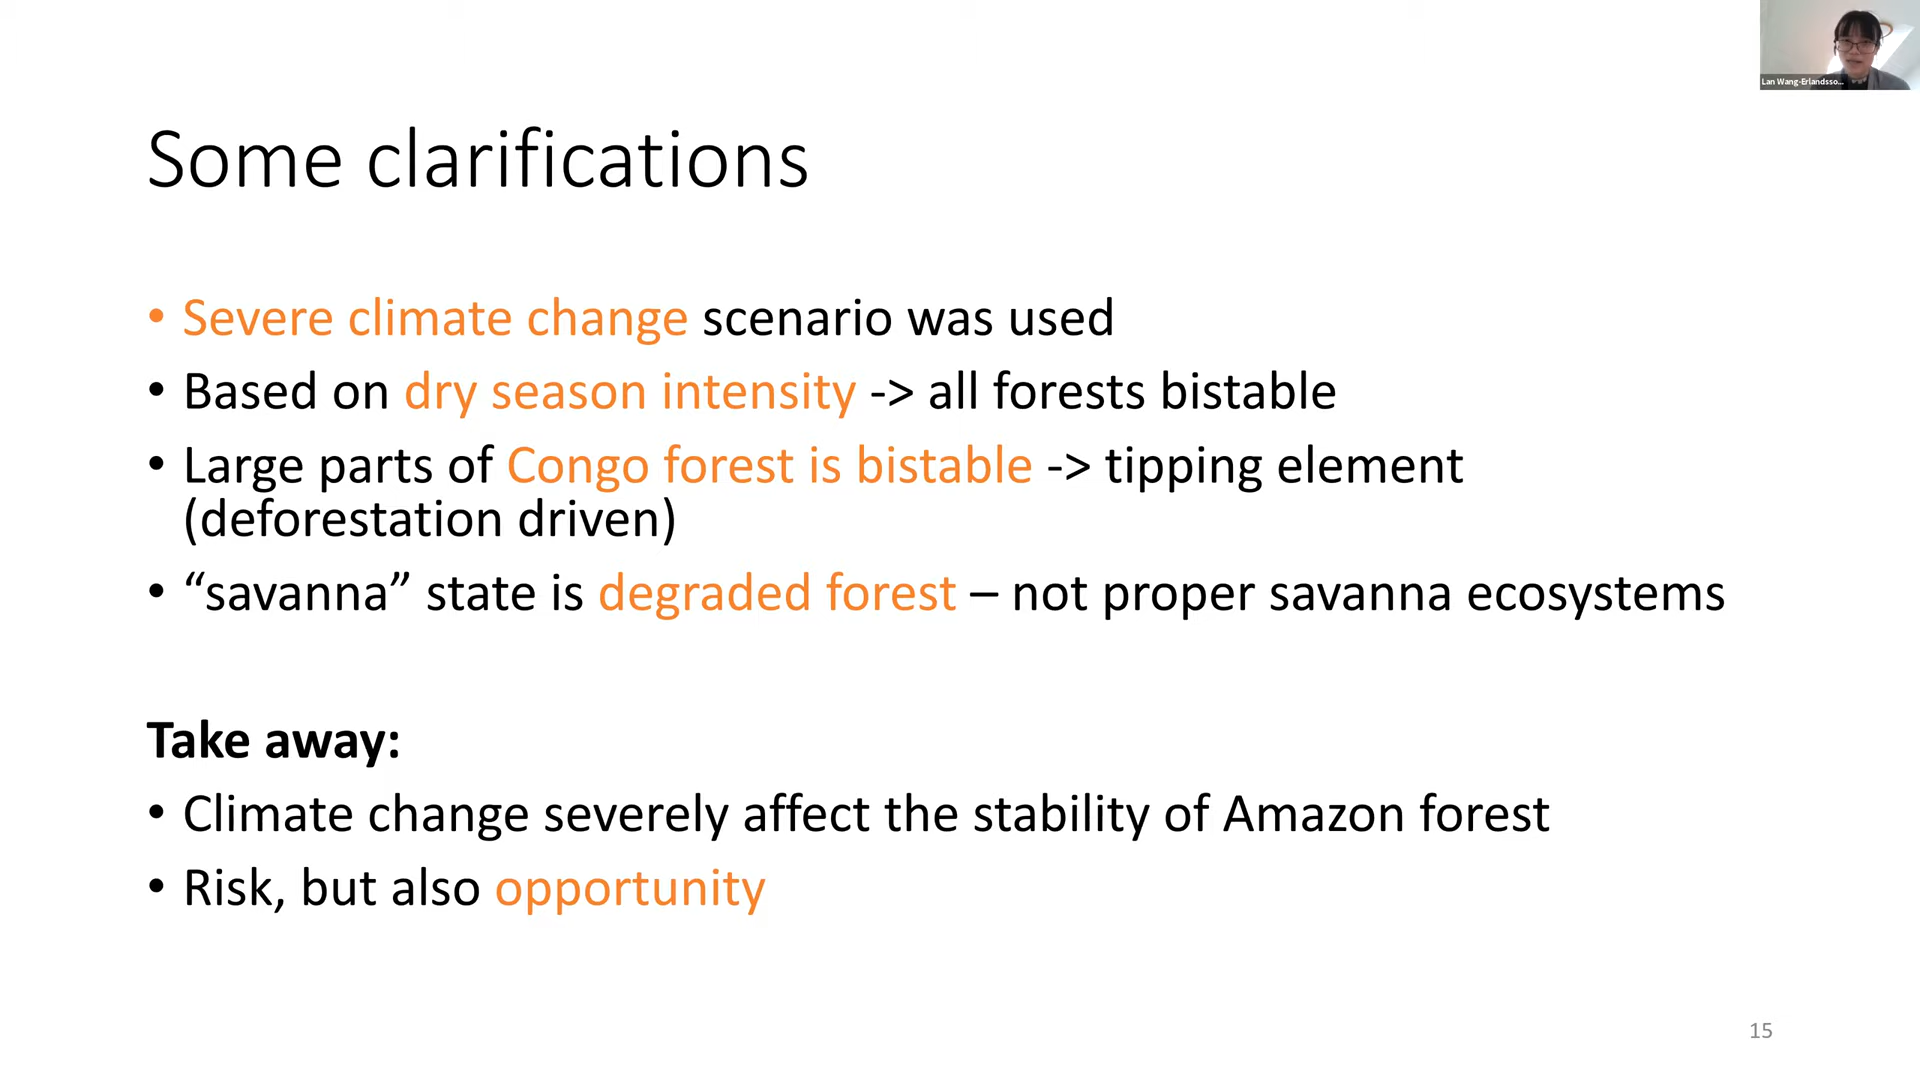 Lan Wang-Erlandsso...
Some clarifications
• Severe climate change scenario was used
• Based on dry season intensity -> all forests bistable
• Large parts of Congo forest is bistable -> tipping element
(deforestation driven)
• “savanna” state is degraded forest – not proper savanna ecosystems
Take away:
• Climate change severely affect the stability of Amazon forest
• Risk, but also opportunity
15